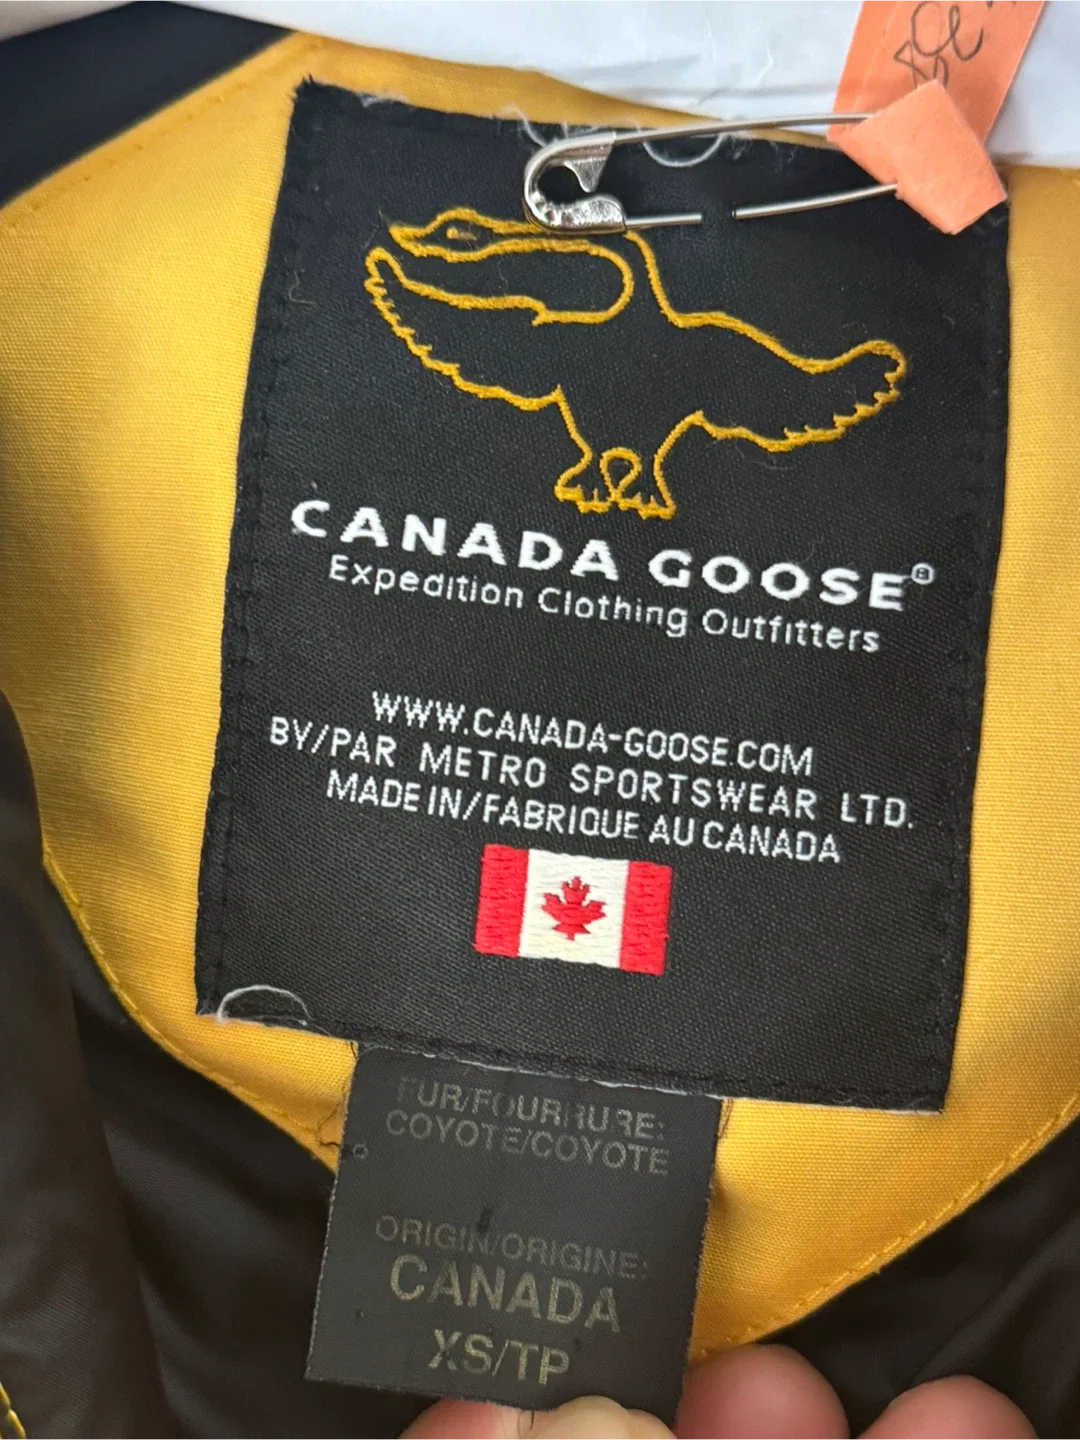 CANADA GOOSE®
Expedition Clothing Outfitters
WWW.CANADA-GOOSE.COM
BY/PAR METRO SPORTSWEAR LTD.
MADE IN/FABRIQUE AU CANADA
FUR/FOURRURE:
COYOTE/COYOTE
ORIGIN/ORIGINE:
CANADA
XS/TP